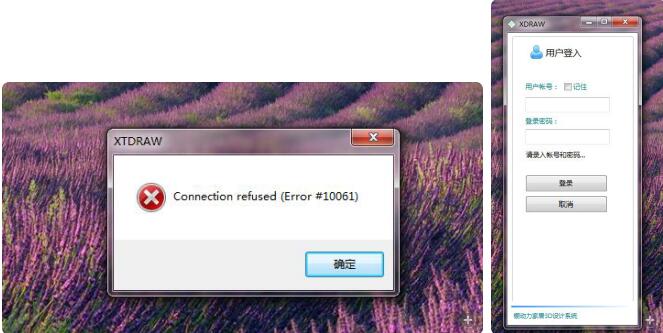 XTDRAW
Connection refused (Error #10061)
确定
XDRAW
用户登入
用户帐号：
记住
登录密码：
请录入帐号和密码...
登录
取消
橱动力家居3D设计系统